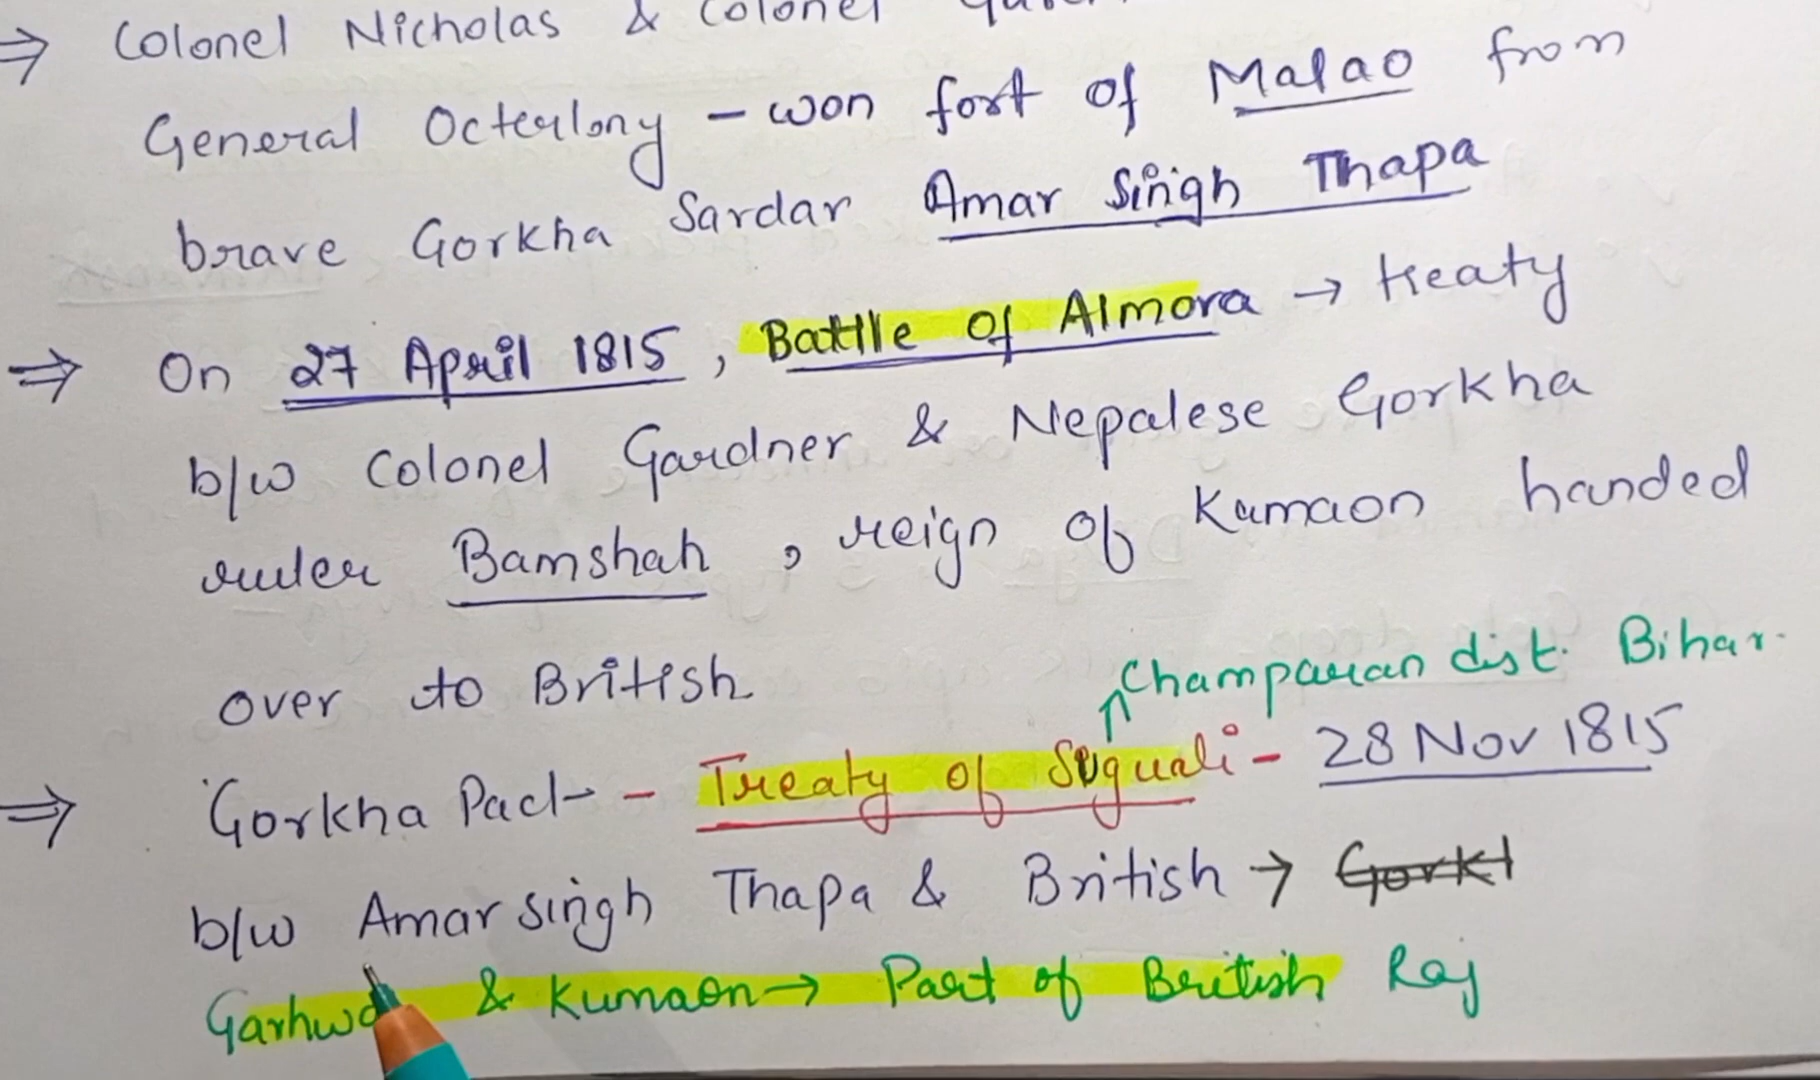 ⇒ Colonel Nicholas & Colonel
General Octerlony – won fort of Malao from
brave Gorkha Sardar Amar Singh Thapa
⇒ On 27 April 1815, Battle of Almora → treaty
b/w Colonel Gardner & Nepalese Gorkha
ruler Bamshah, reign of Kumaon handed
over to British
Champaran dist. Bihar.
⇒ Gorkha Pact - Treaty of Suguali - 28 Nov 1815
b/w Amar singh Thapa & British →
Garhwa & Kumaon → Part of British Raj